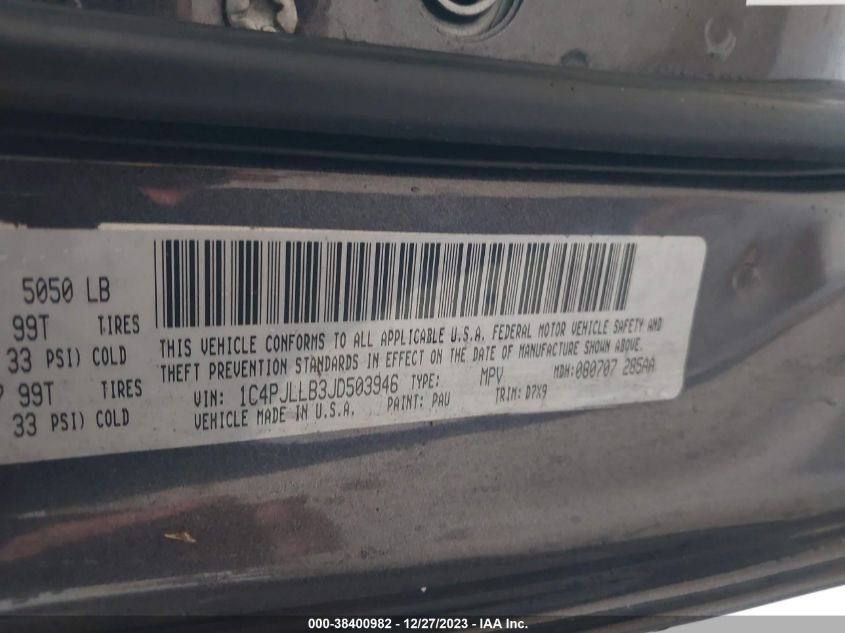 5050 LB
99T TIRES
33 PSI) COLD
99T TIRES
33 PSI) COLD
THIS VEHICLE CONFORMS TO ALL APPLICABLE U.S.A. FEDERAL MOTOR VEHICLE SAFETY AND
THEFT PREVENTION STANDARDS IN EFFECT ON THE DATE OF MANUFACTURE SHOWN ABOVE.
VIN: 1C4PJLLB3JD503946 TYPE: MPV MDH: 080707 285AA
VEHICLE MADE IN U.S.A. PAINT: PAU TRIM: D7X9
000-38400982 - 12/27/2023 - IAA Inc.